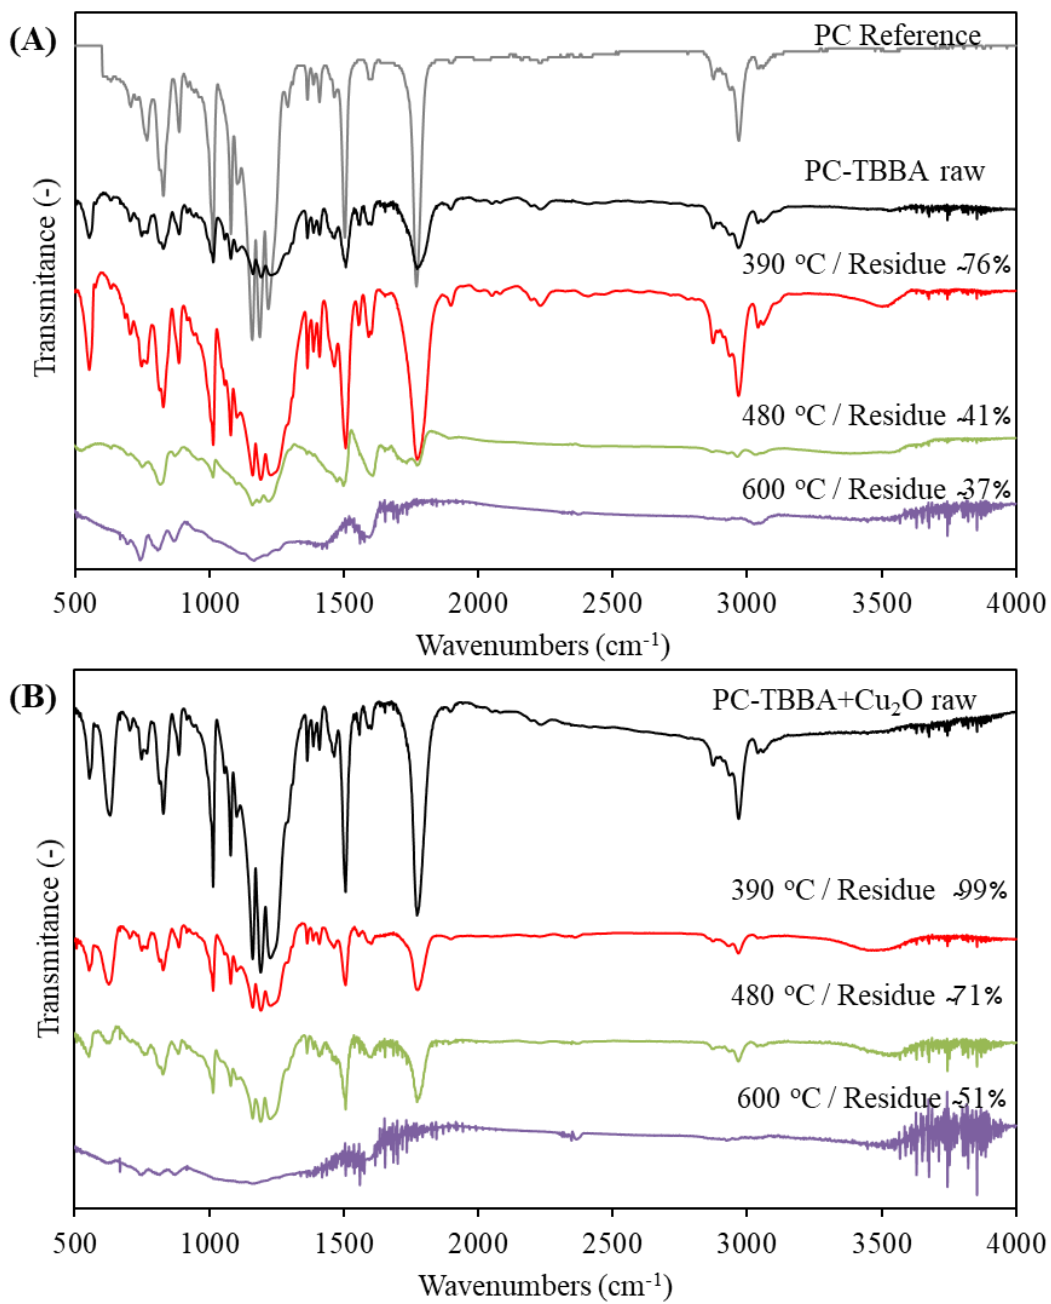 (A)
PC Reference
PC-TBBA raw
390 °C / Residue ~76%
480 °C / Residue ~41%
600 °C / Residue ~37%
Transmitance (-)
500 1000 1500 2000 2500 3000 3500 4000
Wavenumbers (cm⁻¹)
(B)
PC-TBBA+Cu₂O raw
390 °C / Residue ~99%
480 °C / Residue ~71%
600 °C / Residue ~51%
Transmitance (-)
500 1000 1500 2000 2500 3000 3500 4000
Wavenumbers (cm⁻¹)